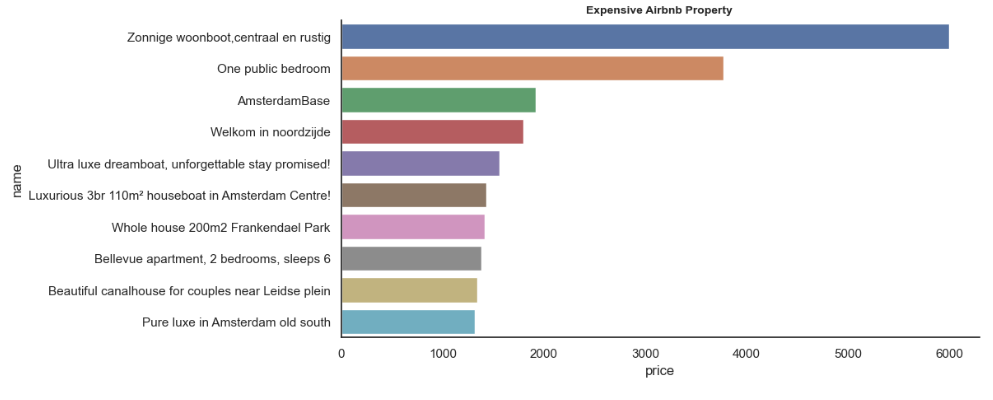 Expensive Airbnb Property
Zonnige woonboot,centraal en rustig
One public bedroom
AmsterdamBase
Welkom in noordzijde
Ultra luxe dreamboat, unforgettable stay promised!
Luxurious 3br 110m² houseboat in Amsterdam Centre!
Whole house 200m2 Frankendael Park
Bellevue apartment, 2 bedrooms, sleeps 6
Beautiful canalhouse for couples near Leidse plein
Pure luxe in Amsterdam old south
name
0 1000 2000 3000 4000 5000 6000
price